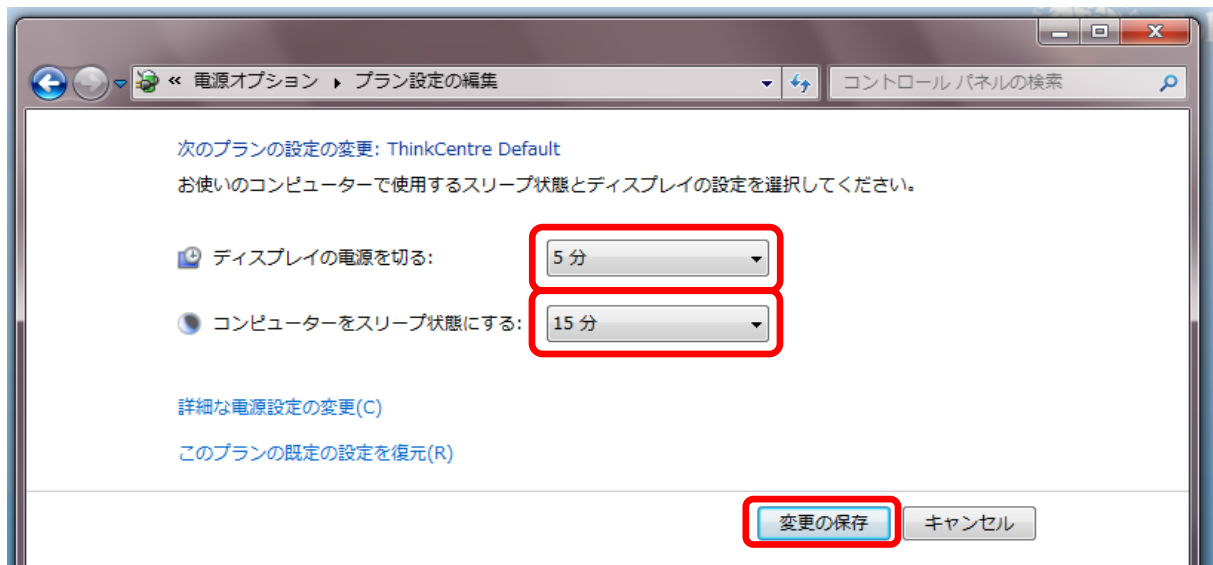 « 電源オプション ▸ プラン設定の編集
コントロール パネルの検索
次のプランの設定の変更: ThinkCentre Default
お使いのコンピューターで使用するスリープ状態とディスプレイの設定を選択してください。
ディスプレイの電源を切る: 5 分
コンピューターをスリープ状態にする: 15 分
詳細な電源設定の変更(C)
このプランの既定の設定を復元(R)
変更の保存 キャンセル